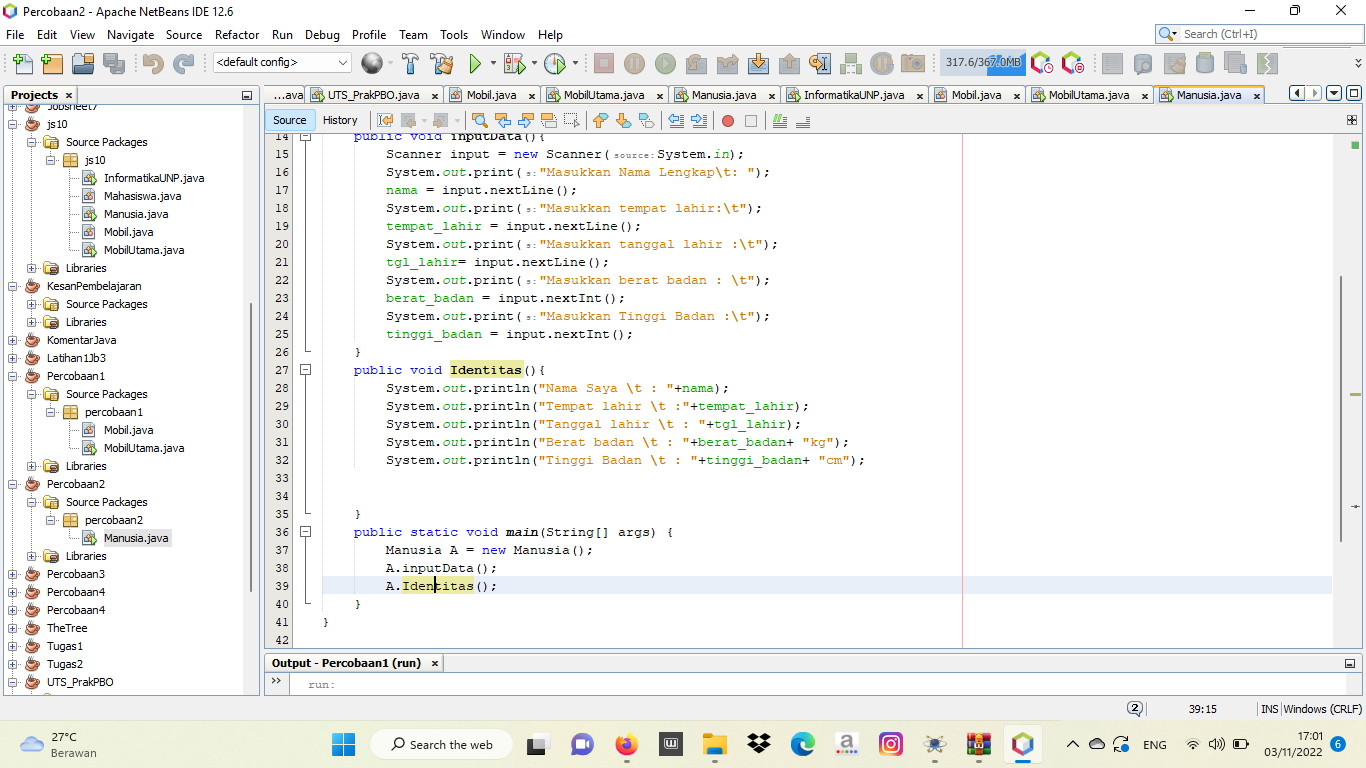 Percobaan2 - Apache NetBeans IDE 12.6
File Edit View Navigate Source Refactor Run Debug Profile Team Tools Window Help
Search (Ctrl+I)
<default config>
317.6/367.0MB
Projects
...ava UTS_PrakPBO.java Mobil.java MobilUtama.java Manusia.java InformatikaUNP.java Mobil.java MobilUtama.java Manusia.java
Source History
Jobsheet7
js10
Source Packages
js10
InformatikaUNP.java
Mahasiswa.java
Manusia.java
Mobil.java
MobilUtama.java
Libraries
KesanPembelajaran
Source Packages
Libraries
KomentarJava
Latihan1Jb3
Percobaan1
Source Packages
percobaan1
Mobil.java
MobilUtama.java
Libraries
Percobaan2
Source Packages
percobaan2
Manusia.java
Libraries
Percobaan3
Percobaan4
Percobaan4
TheTree
Tugas1
Tugas2
UTS_PrakPBO
14 public void inputData(){
15 Scanner input = new Scanner(source:System.in);
16 System.out.print(s:"Masukkan Nama Lengkap\t: ");
17 nama = input.nextLine();
18 System.out.print(s:"Masukkan tempat lahir:\t");
19 tempat_lahir = input.nextLine();
20 System.out.print(s:"Masukkan tanggal lahir :\t");
21 tgl_lahir= input.nextLine();
22 System.out.print(s:"Masukkan berat badan : \t");
23 berat_badan = input.nextInt();
24 System.out.print(s:"Masukkan Tinggi Badan :\t");
25 tinggi_badan = input.nextInt();
26 }
27 public void Identitas(){
28 System.out.println("Nama Saya \t : "+nama);
29 System.out.println("Tempat lahir \t :"+tempat_lahir);
30 System.out.println("Tanggal lahir \t : "+tgl_lahir);
31 System.out.println("Berat badan \t : "+berat_badan+ "kg");
32 System.out.println("Tinggi Badan \t : "+tinggi_badan+ "cm");
33
34
35 }
36 public static void main(String[] args) {
37 Manusia A = new Manusia();
38 A.inputData();
39 A.Identitas();
40 }
41 }
42
Output - Percobaan1 (run)
run:
2 39:15 INS Windows (CRLF)
27°C
Berawan
Search the web
ENG
17:01
03/11/2022
6